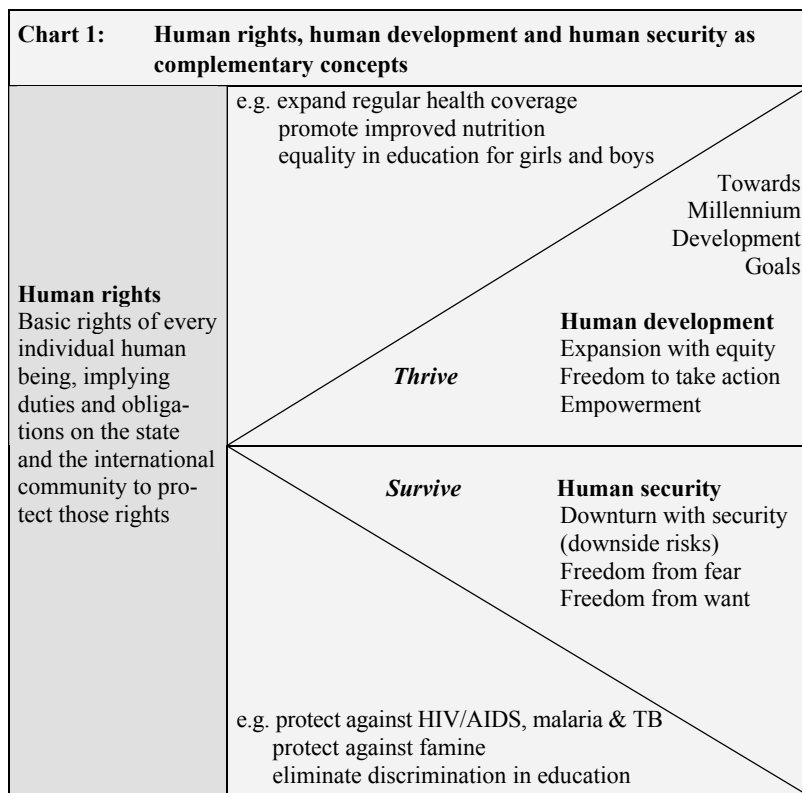 Chart 1: Human rights, human development and human security as
complementary concepts
Human rights
Basic rights of every
individual human
being, implying
duties and obliga-
tions on the state
and the international
community to pro-
tect those rights
e.g. expand regular health coverage
promote improved nutrition
equality in education for girls and boys
Towards
Millennium
Development
Goals
Thrive
Human development
Expansion with equity
Freedom to take action
Empowerment
Survive
Human security
Downturn with security
(downside risks)
Freedom from fear
Freedom from want
e.g. protect against HIV/AIDS, malaria & TB
protect against famine
eliminate discrimination in education